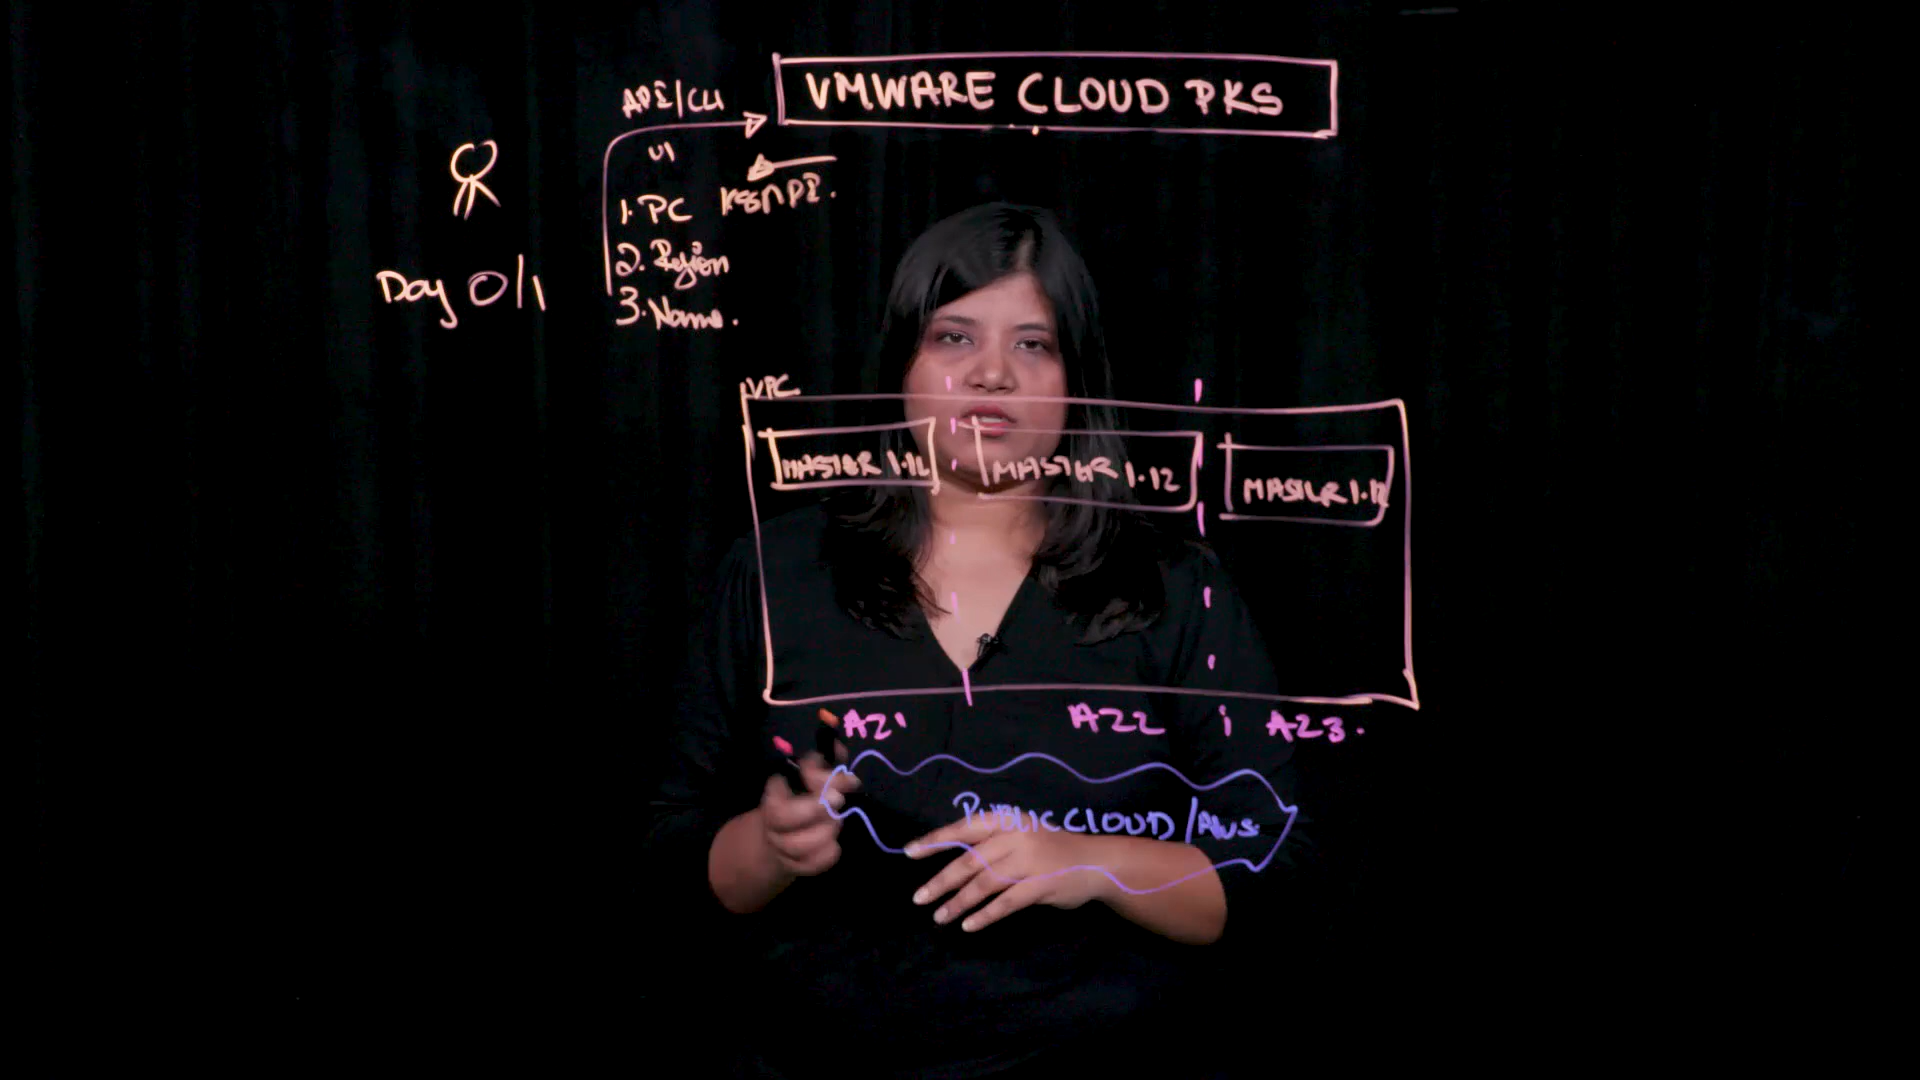 VMWARE CLOUD PKS
API/CLI
UI
K8SAPI.
1. PC
2. Region
3. Name.
Day 0/1
VPC
MASTER 1.12
MASTER 1.12
MASTER 1.12
AZ1
AZ2
AZ3.
PUBLIC CLOUD/AWS